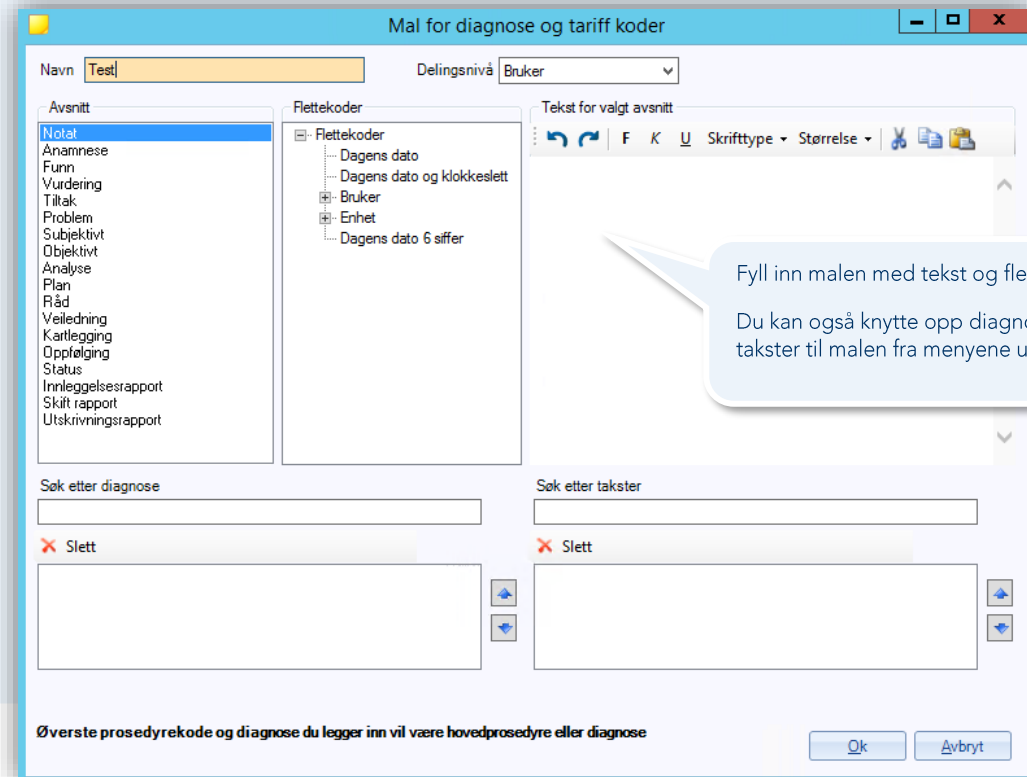 Mal for diagnose og tariff koder
Navn Test Delingsnivå Bruker
Avsnitt
Notat
Anamnese
Funn
Vurdering
Tiltak
Problem
Subjektivt
Objektivt
Analyse
Plan
Råd
Veiledning
Kartlegging
Oppfølging
Status
Innleggelsesrapport
Skift rapport
Utskrivningsrapport
Flettekoder
Flettekoder
Dagens dato
Dagens dato og klokkeslett
Bruker
Enhet
Dagens dato 6 siffer
Tekst for valgt avsnitt
F K U Skrifttype Størrelse
Fyll inn malen med tekst og fle
Du kan også knytte opp diagno
takster til malen fra menyene u
Søk etter diagnose
Slett
Søk etter takster
Slett
Øverste prosedyrekode og diagnose du legger inn vil være hovedprosedyre eller diagnose
Ok Avbryt